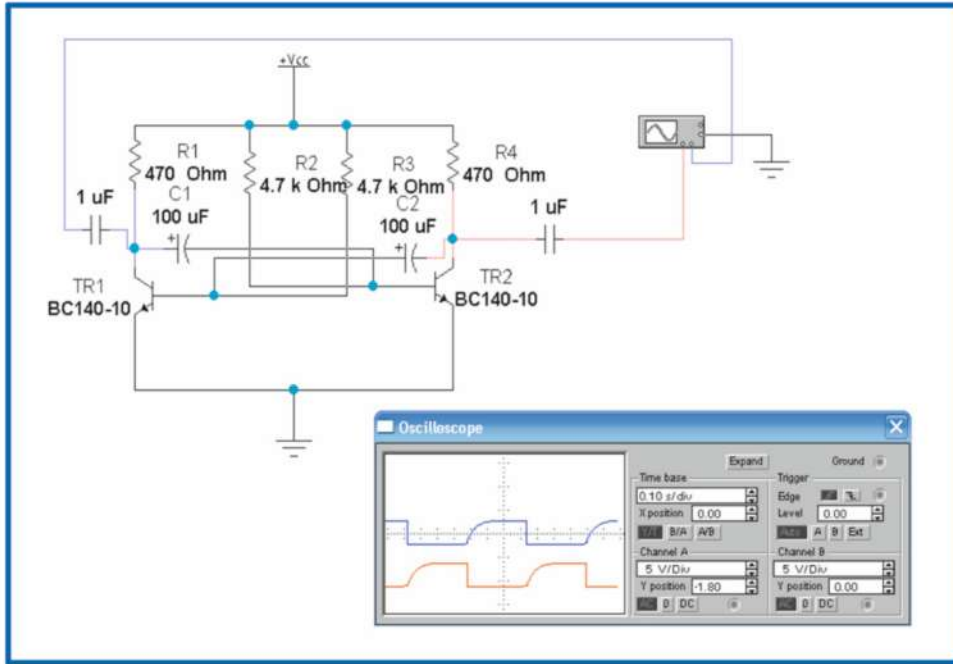 +Vcc
R1
470 Ohm
R2
4.7 k Ohm
R3
4.7k Ohm
R4
470 Ohm
1 uF
C1
100 uF
C2
100 uF
1 uF
TR1
BC140-10
TR2
BC140-10
Oscilloscope
Expand
Ground
Time base
0.10 s/div
X position 0.00
Y/T B/A A/B
Trigger
Edge
Level 0.00
Auto A B Ext
Channel A
5 V/Div
Y position -1.80
AC 0 DC
Channel B
5 V/Div
Y position 0.00
AC 0 DC